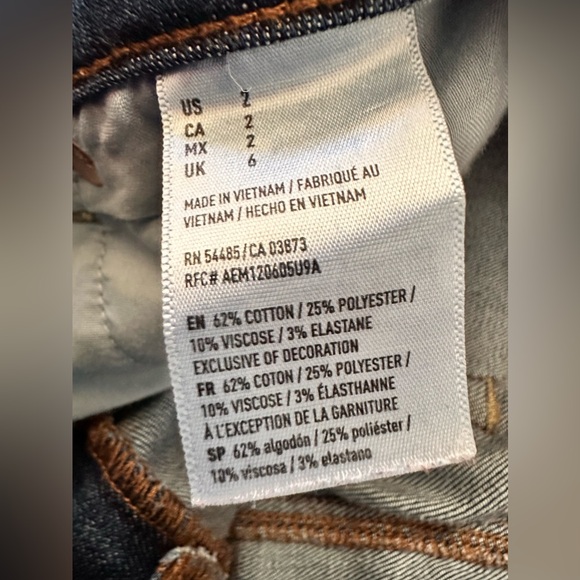 US 2
CA 2
MX 2
UK 6
MADE IN VIETNAM / FABRIQUÉ AU
VIETNAM / HECHO EN VIETNAM
RN 54485 / CA 03873
RFC# AEM120605U9A
EN 62% COTTON / 25% POLYESTER /
10% VISCOSE / 3% ELASTANE
EXCLUSIVE OF DECORATION
FR 62% COTON / 25% POLYESTER /
10% VISCOSE / 3% ÉLASTHANNE
À L'EXCEPTION DE LA GARNITURE
SP 62% algodón / 25% poliéster /
10% viscosa / 3% elastano